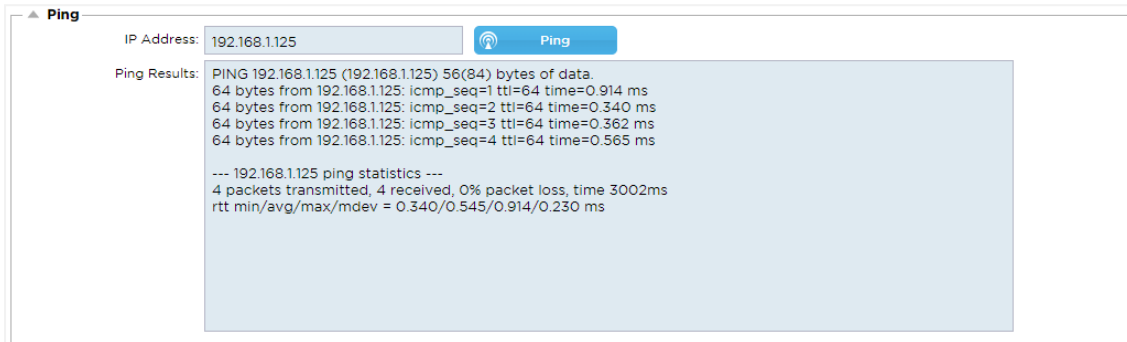 Ping
IP Address: 192.168.1.125 Ping
Ping Results: PING 192.168.1.125 (192.168.1.125) 56(84) bytes of data.
64 bytes from 192.168.1.125: icmp_seq=1 ttl=64 time=0.914 ms
64 bytes from 192.168.1.125: icmp_seq=2 ttl=64 time=0.340 ms
64 bytes from 192.168.1.125: icmp_seq=3 ttl=64 time=0.362 ms
64 bytes from 192.168.1.125: icmp_seq=4 ttl=64 time=0.565 ms
--- 192.168.1.125 ping statistics ---
4 packets transmitted, 4 received, 0% packet loss, time 3002ms
rtt min/avg/max/mdev = 0.340/0.545/0.914/0.230 ms